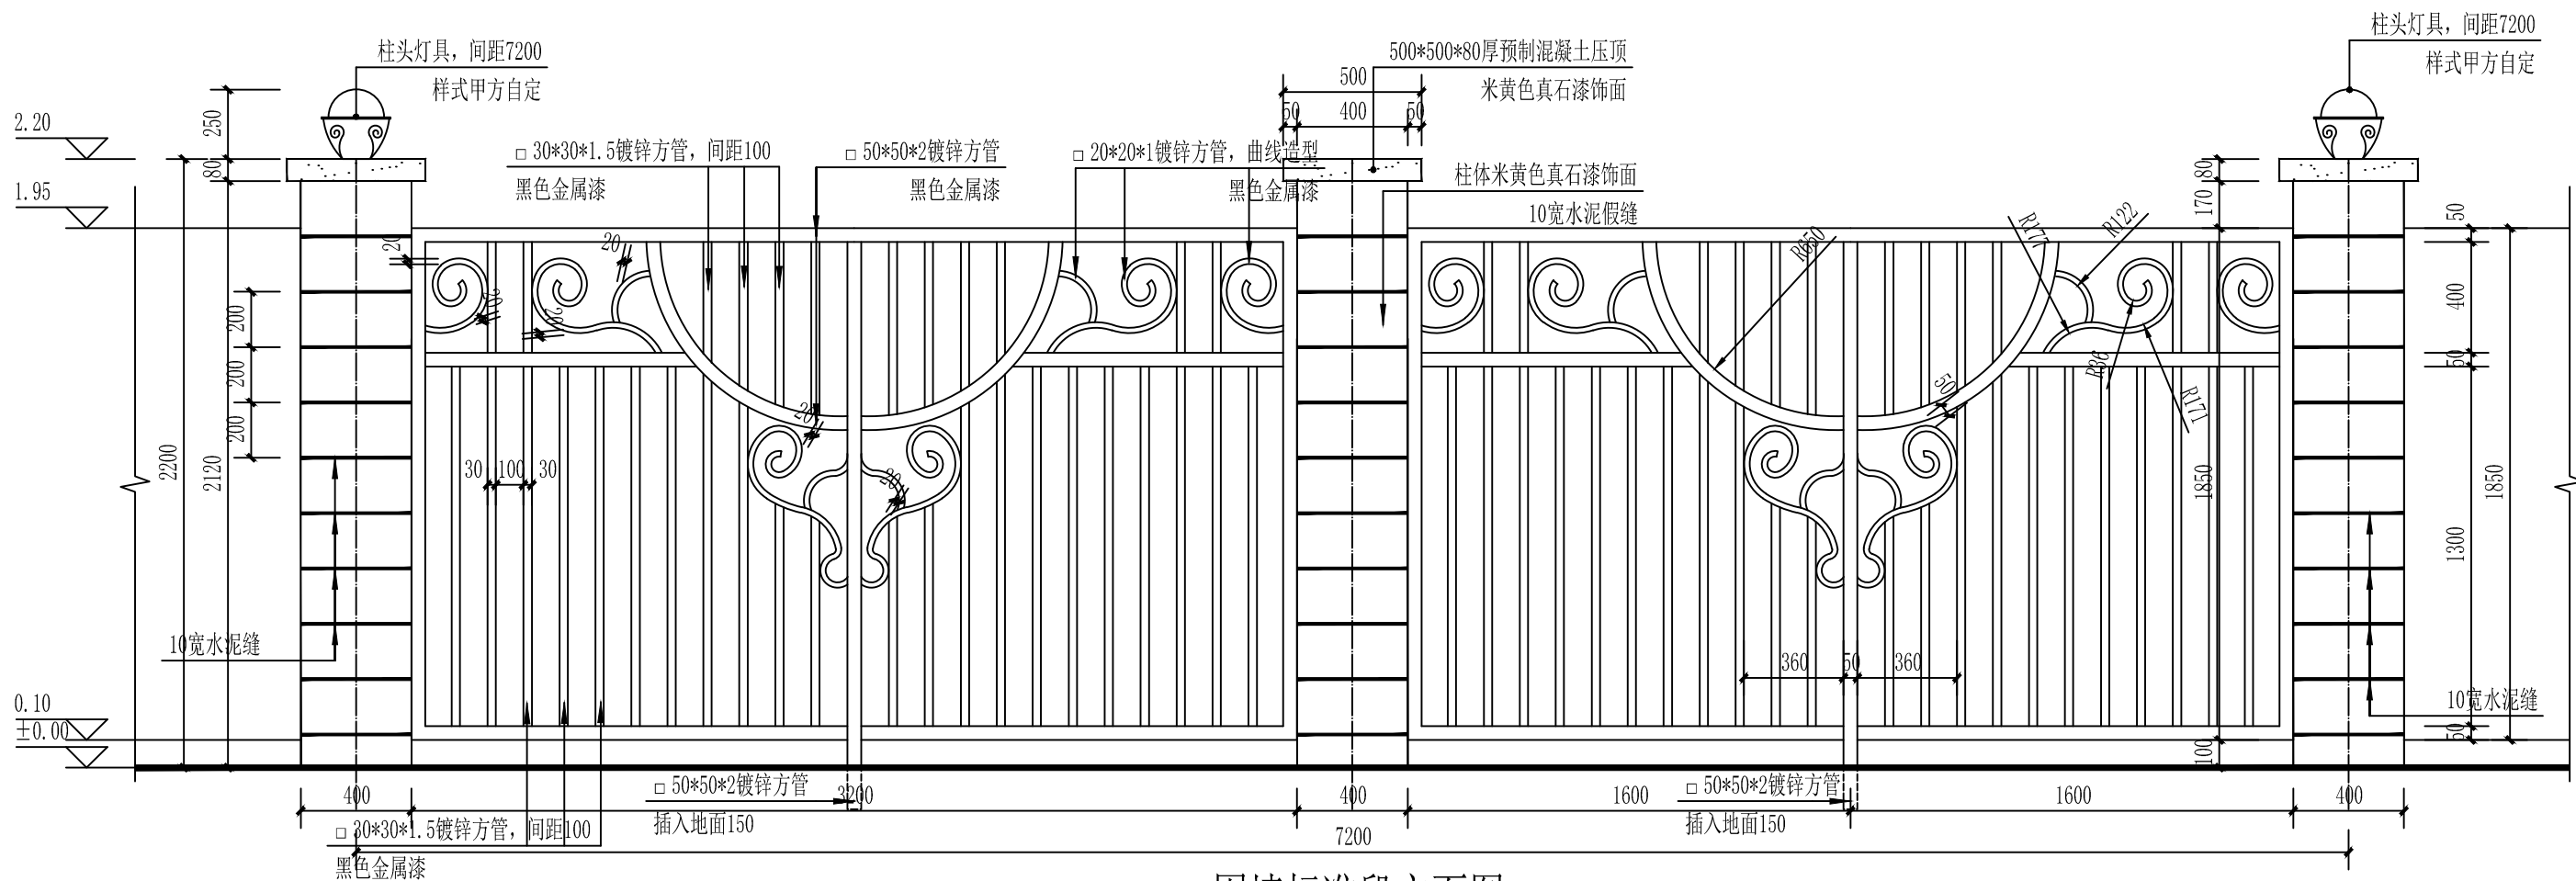 柱头灯具，间距7200
样式甲方自定
500*500*80厚预制混凝土压顶
米黄色真石漆饰面
柱头灯具，间距7200
样式甲方自定
500
50
400
50
2.20
250
80
1.95
□ 30*30*1.5镀锌方管，间距100
黑色金属漆
□ 50*50*2镀锌方管
黑色金属漆
□ 20*20*1镀锌方管，曲线造型
黑色金属漆
柱体米黄色真石漆饰面
10宽水泥假缝
80
170
50
20
20
20
20
R650
R177
R122
R36
R171
400
50
200
200
200
2200
2120
30
100
30
20
20
50
1850
1850
1300
10宽水泥缝
360
50
360
10宽水泥缝
0.10
±0.00
50
100
400
□ 50*50*2镀锌方管
插入地面150
3200
400
1600
□ 50*50*2镀锌方管
插入地面150
1600
400
□ 30*30*1.5镀锌方管，间距100
黑色金属漆
7200